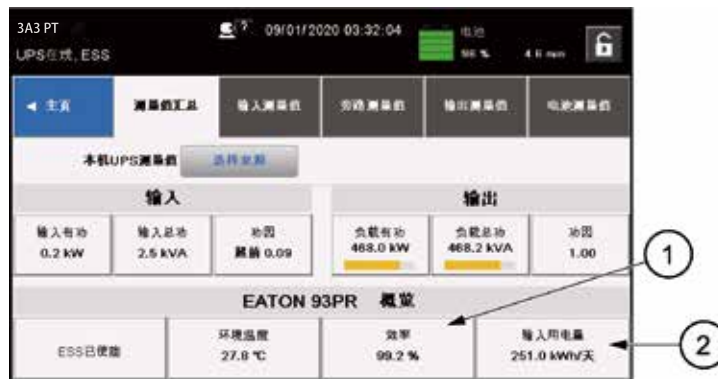 3A3 PT
09/01/2020 03:32:04
电池
UPS在线, ESS
96 %
4.6 min
主页
测量值汇总
输入测量值
旁路测量值
输出测量值
电池测量值
本机UPS测量值
输入
输出
输入有功
输入总功
功因
负载有功
负载总功
功因
0.2 kW
2.5 kVA
超前 0.09
468.0 kW
468.2 kVA
1.00
1
EATON 93PR 概览
ESS已使能
环境温度
效率
输入用电量
27.8 ℃
99.2 %
251.0 kWh/天
2